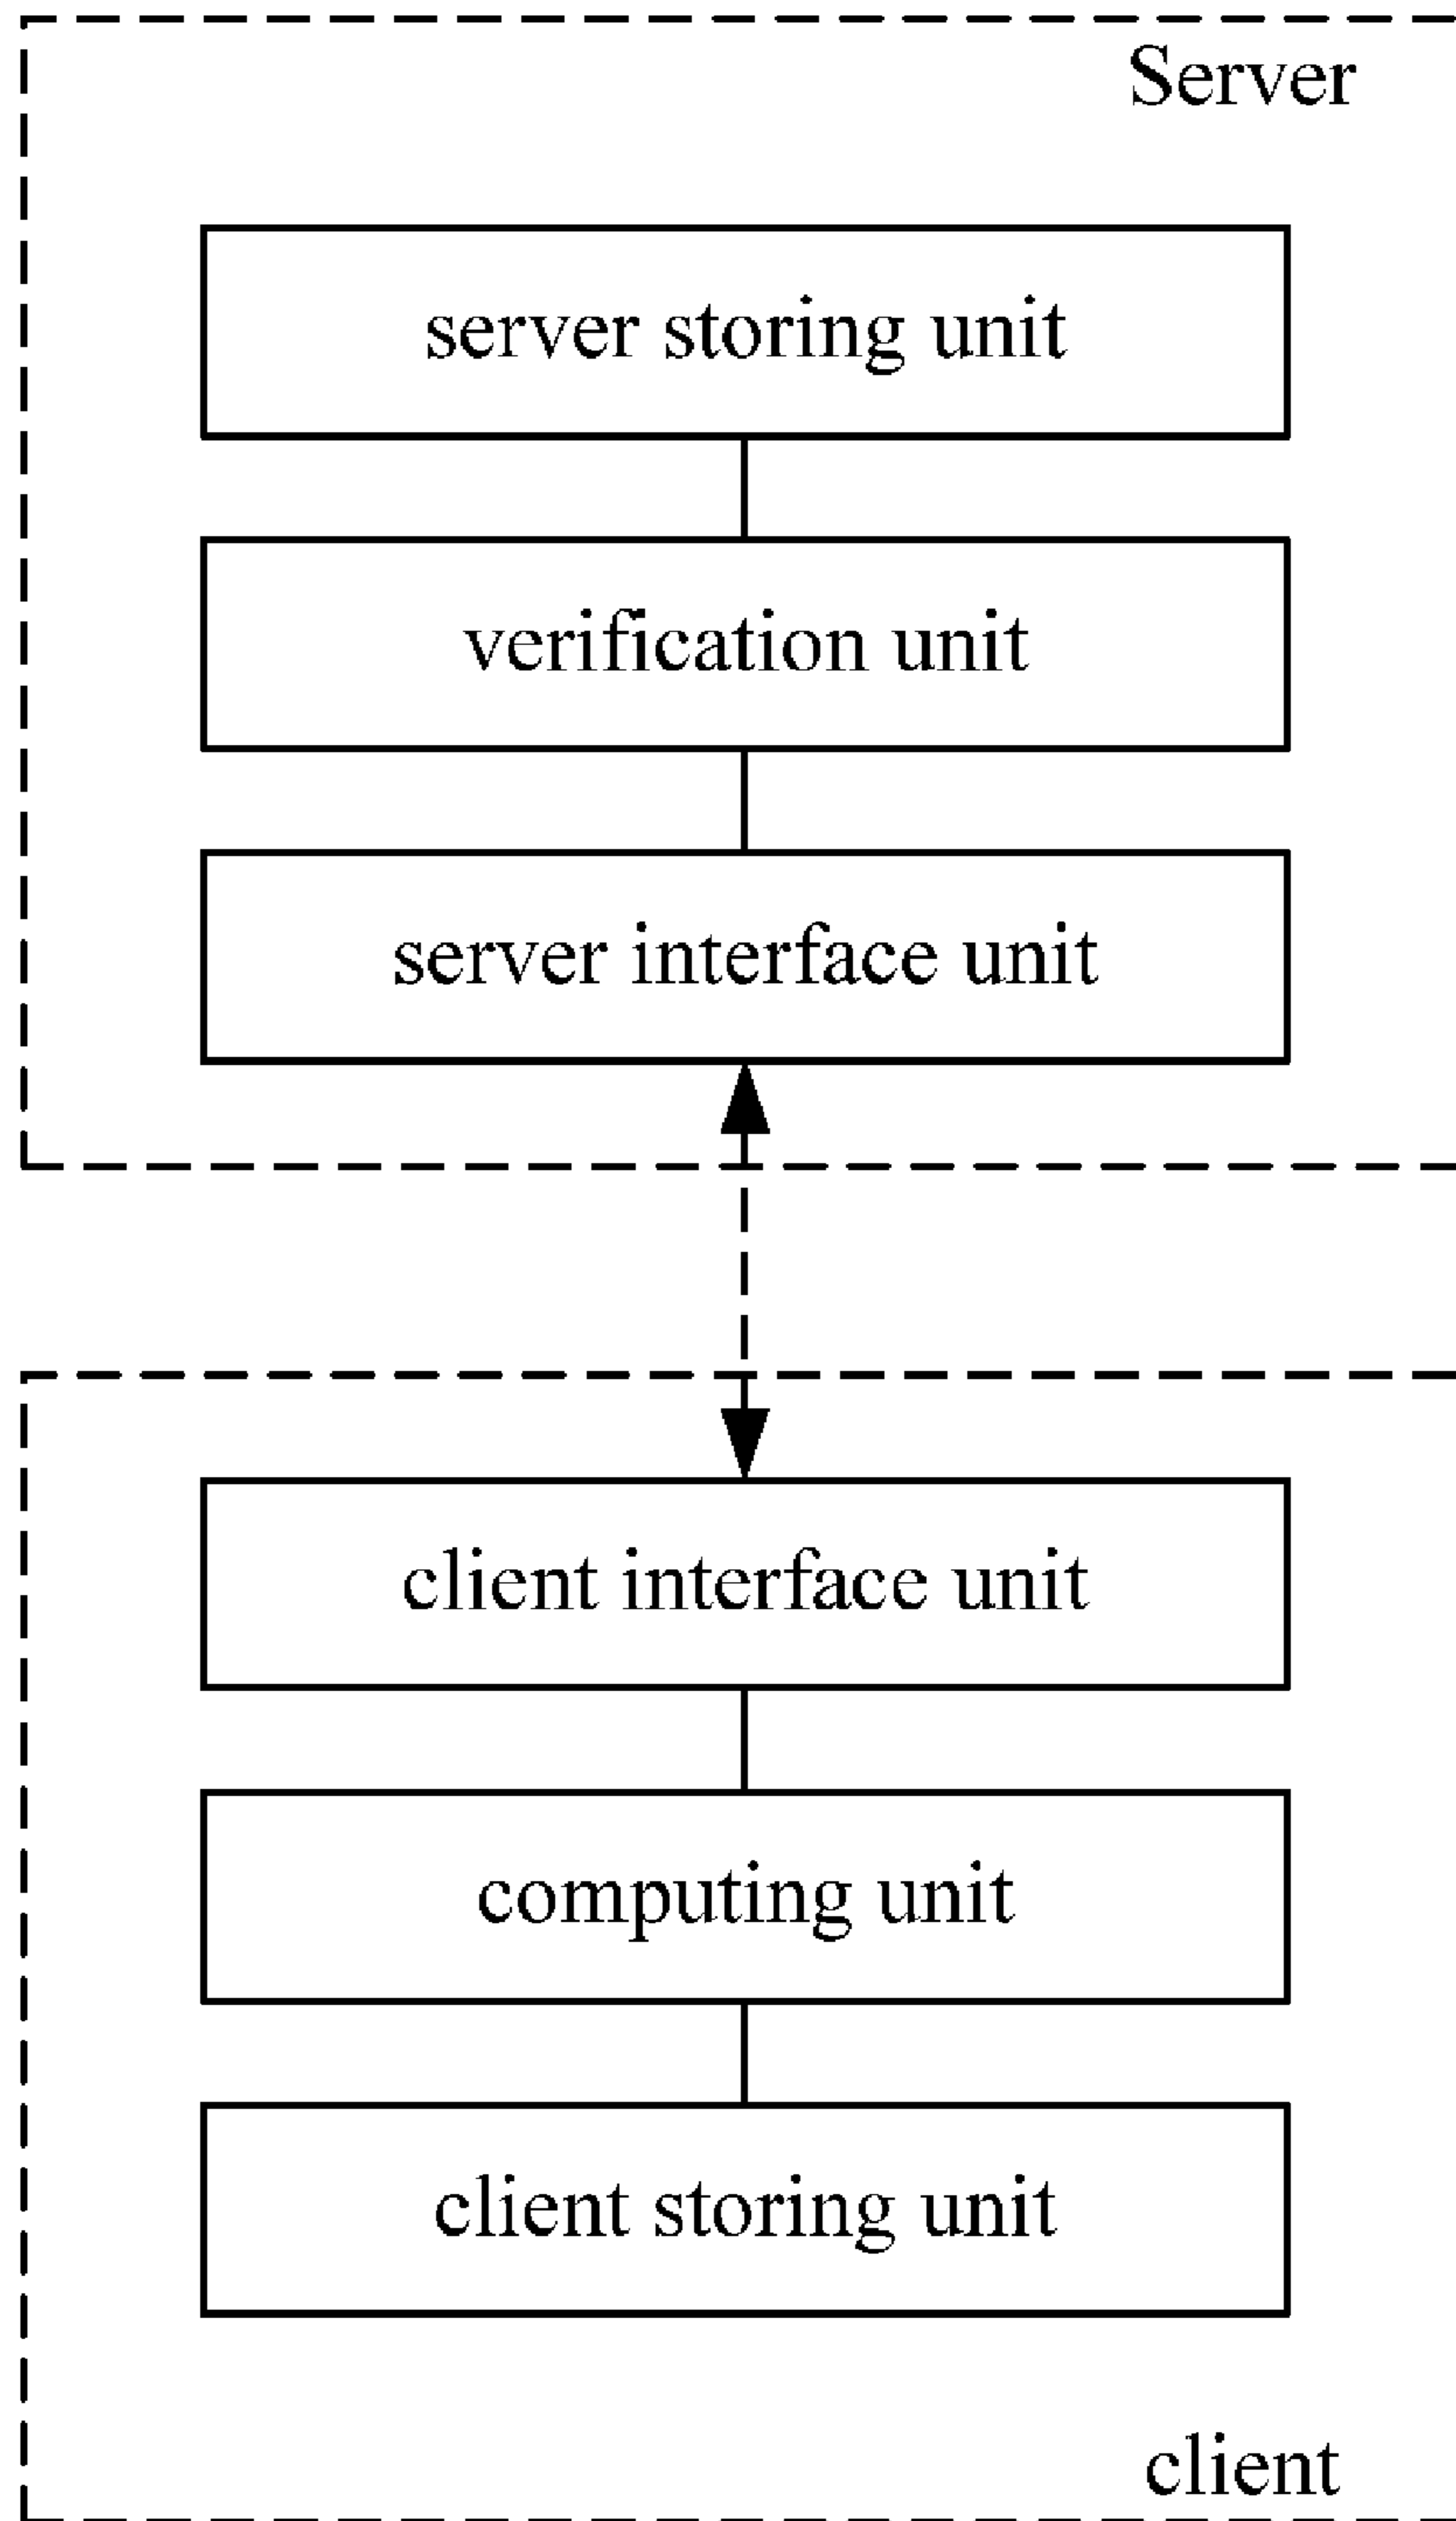 Server
server storing unit
verification unit
server interface unit
client interface unit
computing unit
client storing unit
client